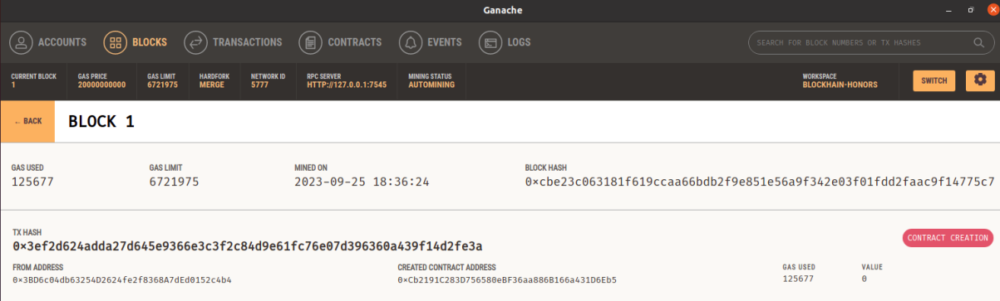 Ganache
ACCOUNTS BLOCKS TRANSACTIONS CONTRACTS EVENTS LOGS SEARCH FOR BLOCK NUMBERS OR TX HASHES
CURRENT BLOCK GAS PRICE GAS LIMIT HARDFORK NETWORK ID RPC SERVER MINING STATUS WORKSPACE
1 20000000000 6721975 MERGE 5777 HTTP://127.0.0.1:7545 AUTOMINING BLOCKHAIN-HONORS SWITCH
← BACK BLOCK 1
GAS USED GAS LIMIT MINED ON BLOCK HASH
125677 6721975 2023-09-25 18:36:24 0×cbe23c063181f619ccaa66bdb2f9e851e56a9f342e03f01fdd2faac9f14775c7
TX HASH
0×3ef2d624adda27d645e9366e3c3f2c84d9e61fc76e07d396360a439f14d2fe3a CONTRACT CREATION
FROM ADDRESS CREATED CONTRACT ADDRESS GAS USED VALUE
0×3BD6c04db63254D2624fe2f8368A7dEd0152c4b4 0×Cb2191C283D756580eBF36aa886B166a431D6Eb5 125677 0